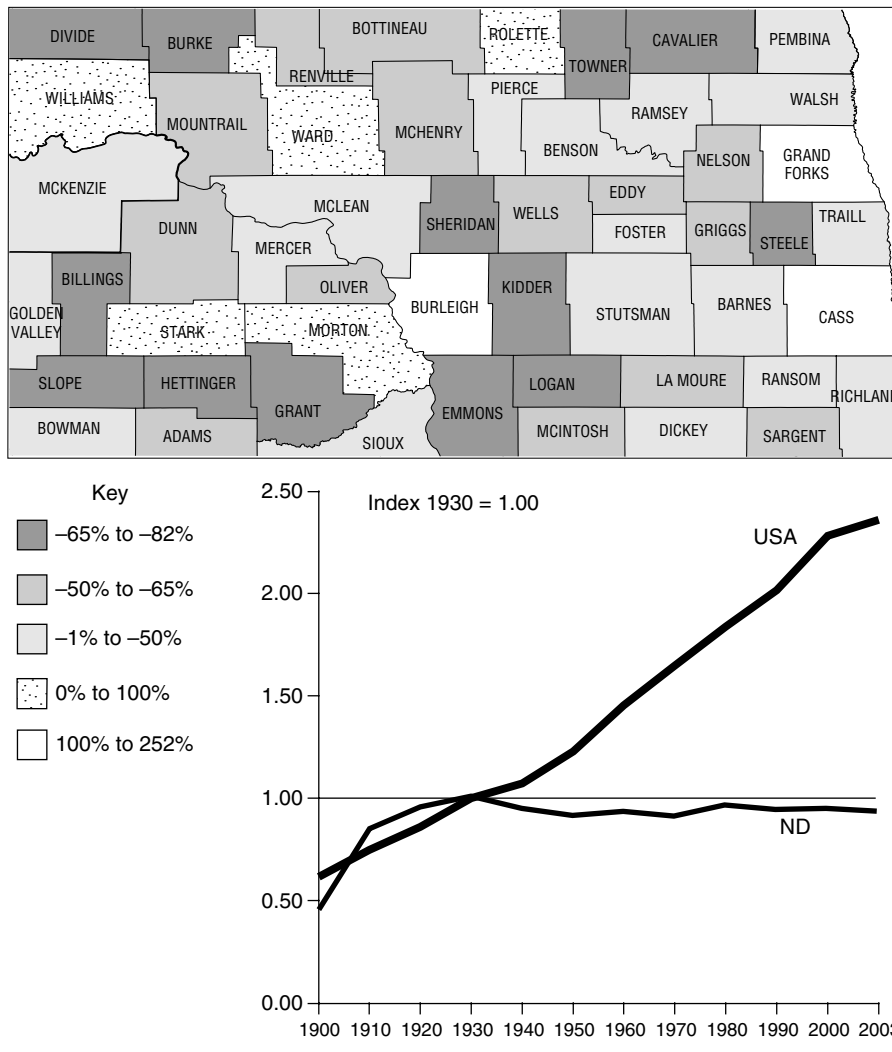 DIVIDE
BURKE
BOTTINEAU
ROLETTE
CAVALIER
PEMBINA
TOWNER
RENVILLE
PIERCE
WILLIAMS
WALSH
RAMSEY
MOUNTRAIL
WARD
MCHENRY
BENSON
NELSON
GRAND
FORKS
MCKENZIE
MCLEAN
EDDY
DUNN
SHERIDAN
WELLS
TRAILL
FOSTER
GRIGGS
STEELE
MERCER
BILLINGS
OLIVER
KIDDER
BURLEIGH
GOLDEN
VALLEY
STARK
MORTON
STUTSMAN
BARNES
CASS
SLOPE
HETTINGER
LOGAN
LA MOURE
RANSOM
RICHLAN
GRANT
EMMONS
BOWMAN
ADAMS
SIOUX
MCINTOSH
DICKEY
SARGENT
Key
–65% to –82%
–50% to –65%
–1% to –50%
0% to 100%
100% to 252%
2.50
Index 1930 = 1.00
USA
2.00
1.50
1.00
ND
0.50
0.00
1900 1910 1920 1930 1940 1950 1960 1970 1980 1990 2000